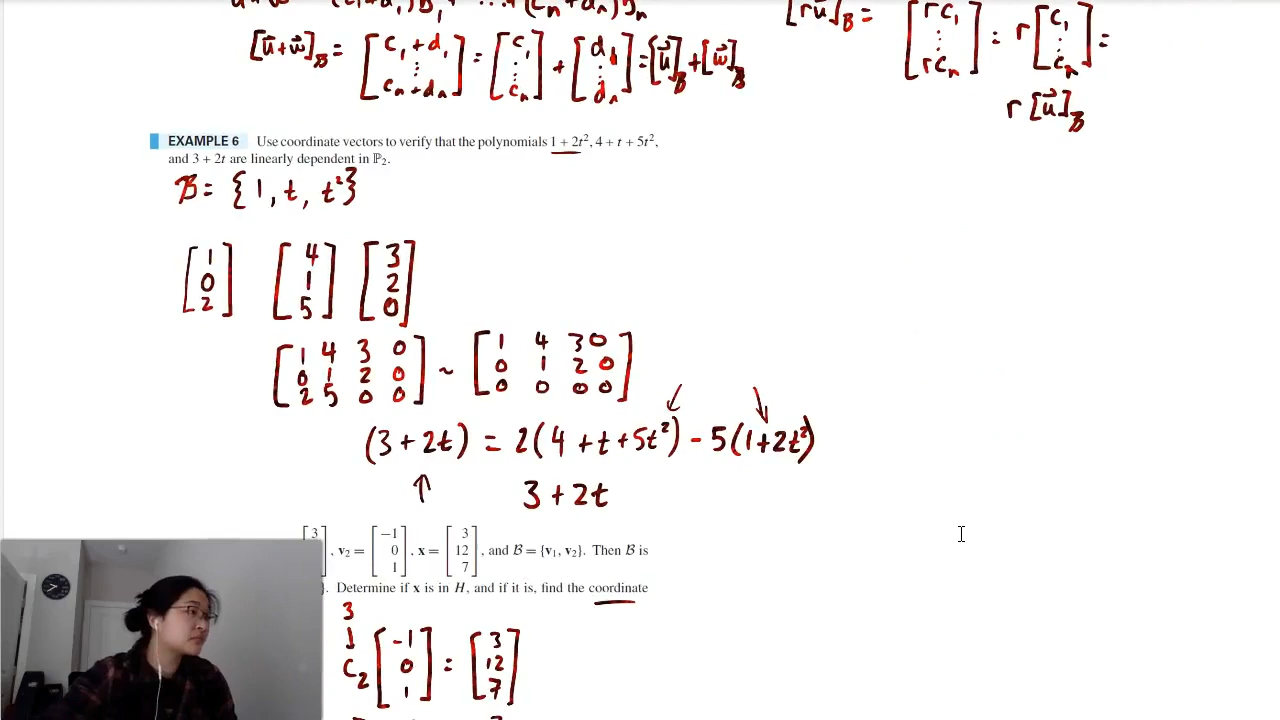 [u⃗+w⃗]_B = [c₁+d₁ ⋮ cₙ+dₙ] = [c₁ ⋮ cₙ] + [d₁ ⋮ dₙ] = [u⃗]_B + [w⃗]_B
[ru⃗]_B = [rc₁ ⋮ rcₙ] = r[c₁ ⋮ cₙ] =
r[u⃗]_B
EXAMPLE 6 Use coordinate vectors to verify that the polynomials 1 + 2t², 4 + t + 5t²,
and 3 + 2t are linearly dependent in ℙ₂.
B = {1, t, t²}
[1 0 2] [4 1 5] [3 2 0]
[1 4 3 0 ~ [1 4 3 0
0 1 2 0 0 1 2 0
2 5 0 0] 0 0 0 0]
(3 + 2t) = 2(4 + t + 5t²) - 5(1+2t²)
↑ 3 + 2t
3
, v₂ = [−1 0 1], x = [3 12 7], and B = {v₁, v₂}. Then B is
}. Determine if x is in H, and if it is, find the coordinate
3
1
c₂ [-1 0 1] = [3 12 7]